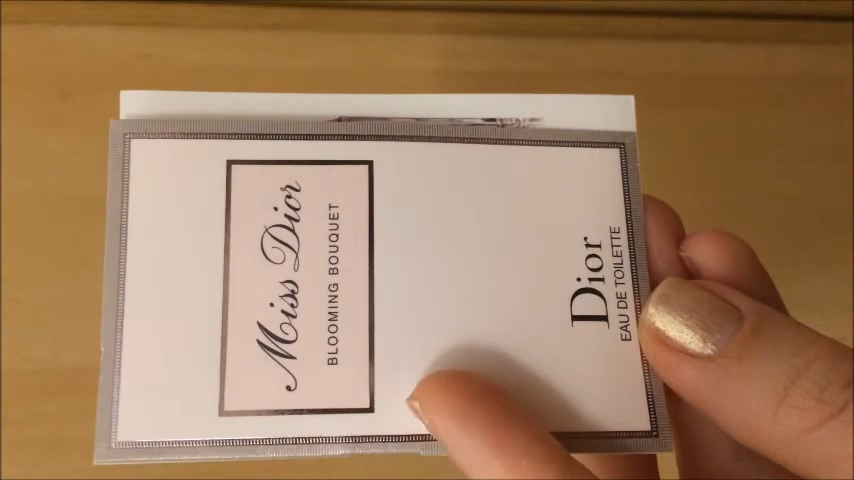 Miss Dior
BLOOMING BOUQUET
Dior
EAU DE TOILETTE